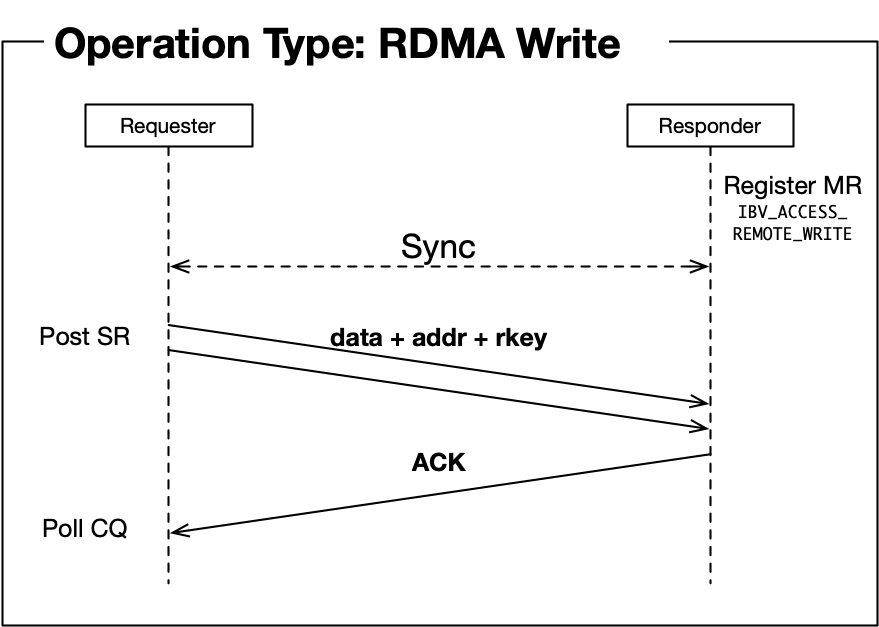 Operation Type: RDMA Write
Requester
Responder
Register MR
IBV_ACCESS_
REMOTE_WRITE
Sync
Post SR
data + addr + rkey
ACK
Poll CQ